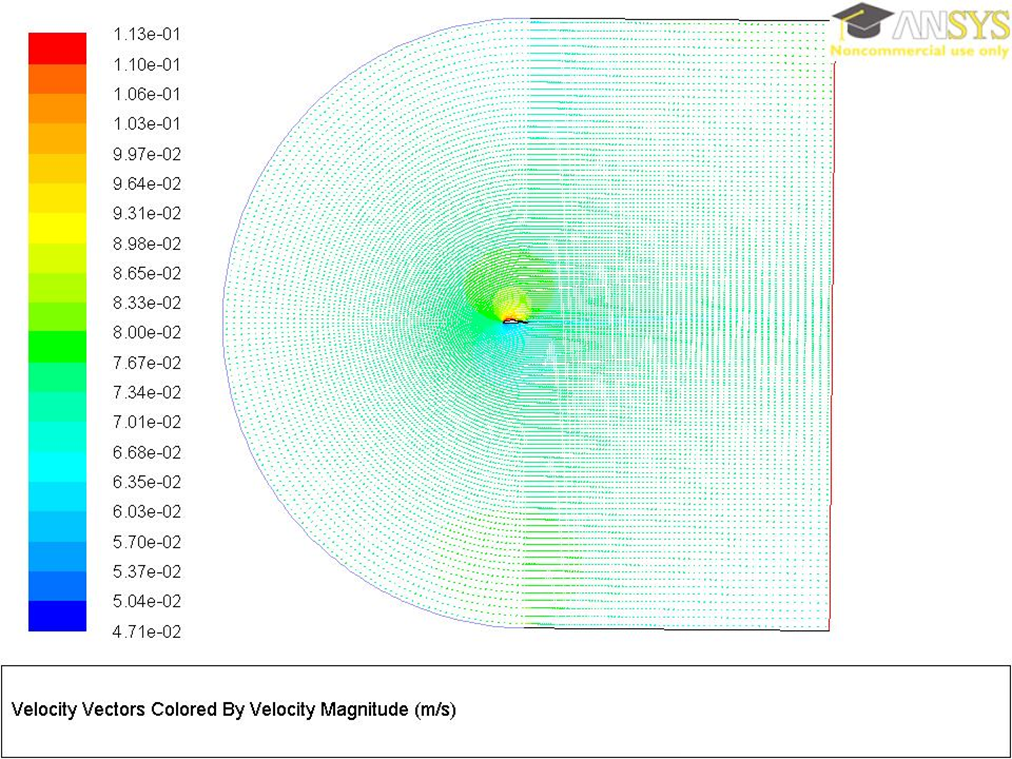 1.13e-01
1.10e-01
1.06e-01
1.03e-01
9.97e-02
9.64e-02
9.31e-02
8.98e-02
8.65e-02
8.33e-02
8.00e-02
7.67e-02
7.34e-02
7.01e-02
6.68e-02
6.35e-02
6.03e-02
5.70e-02
5.37e-02
5.04e-02
4.71e-02
ANSYS
Noncommercial use only
Velocity Vectors Colored By Velocity Magnitude (m/s)